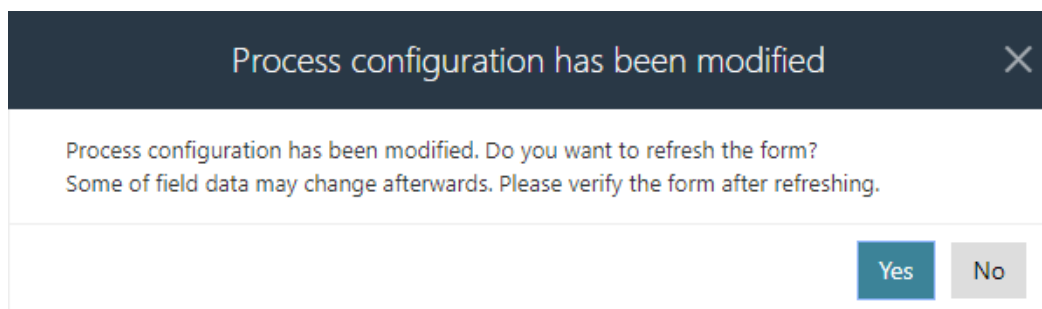 Process configuration has been modified
Process configuration has been modified. Do you want to refresh the form?
Some of field data may change afterwards. Please verify the form after refreshing.
Yes No